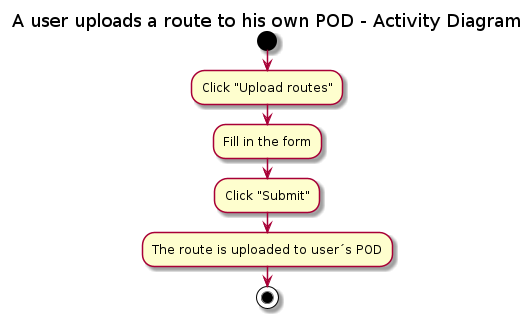 A user uploads a route to his own POD - Activity Diagram
Click "Upload routes"
Fill in the form
Click "Submit"
The route is uploaded to user´s POD